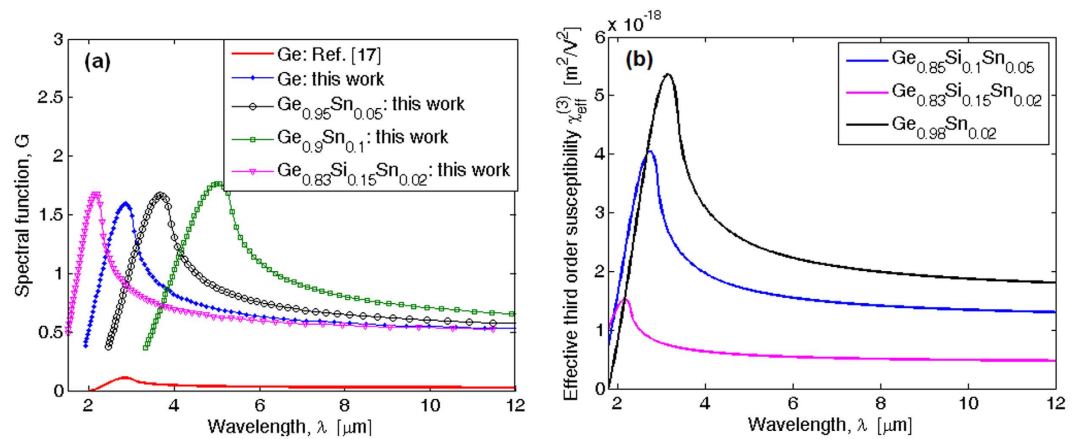 (a)
Ge: Ref. [17]
Ge: this work
Ge0.95Sn0.05: this work
Ge0.9Sn0.1: this work
Ge0.83Si0.15Sn0.02: this work
3
2.5
2
1.5
1
0.5
0
Spectral function, G
2 4 6 8 10 12
Wavelength, λ [μm]
x 10-18
(b)
Ge0.85Si0.1Sn0.05
Ge0.83Si0.15Sn0.02
Ge0.98Sn0.02
6
5
4
3
2
1
0
Effective third order susceptibility χ(3)eff [m2/V2]
2 4 6 8 10 12
Wavelength, λ [μm]